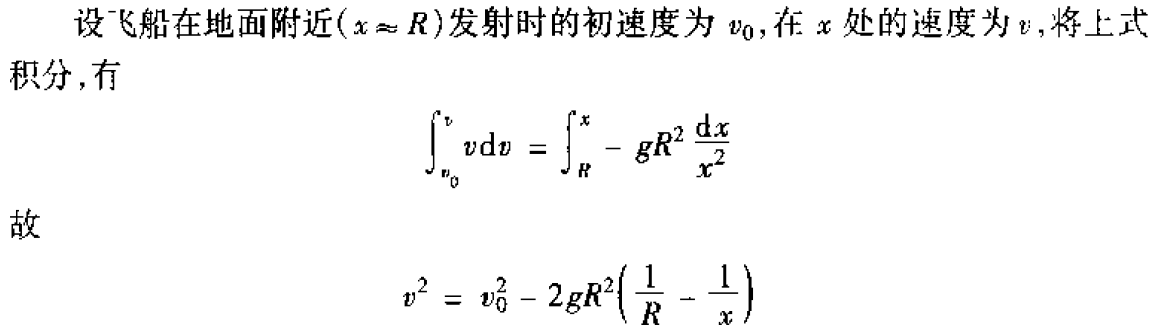 设飞船在地面附近(x ≈ R)发射时的初速度为 v₀,在 x 处的速度为 v,将上式
积分,有
∫_{v₀}^{v} v dv = ∫_{R}^{x} − gR² dx/x²
故
v² = v₀² − 2gR²(1/R − 1/x)